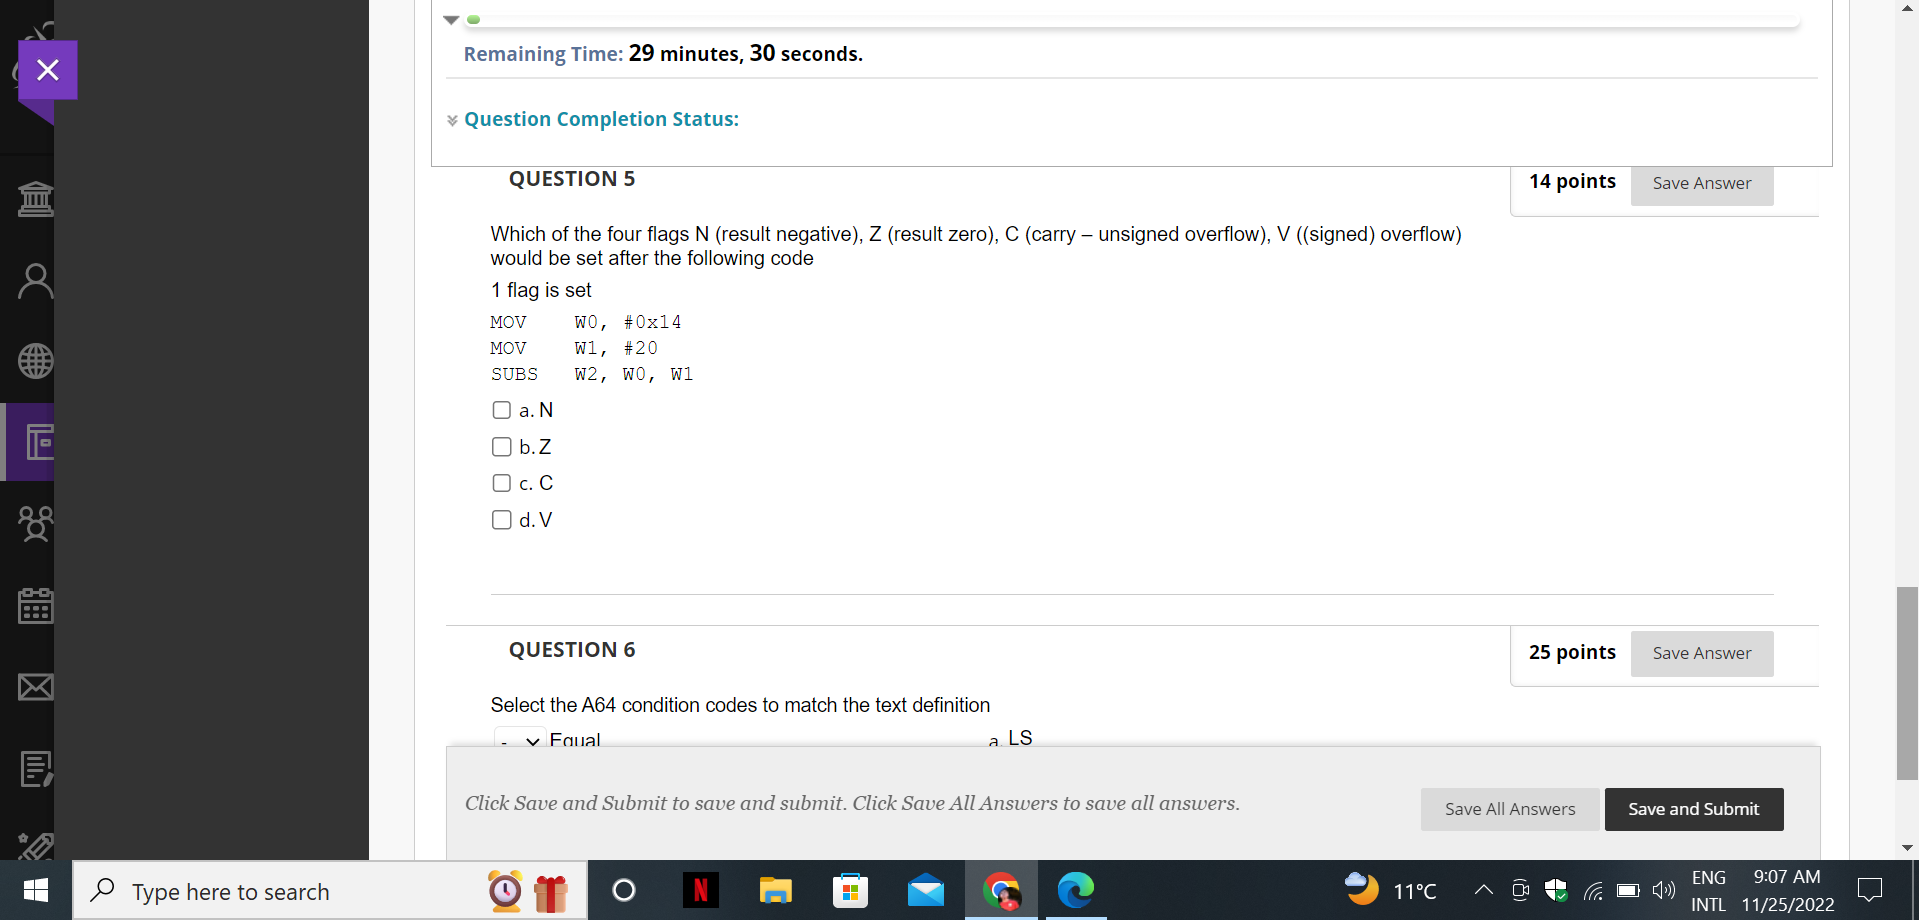 Remaining Time: 29 minutes, 30 seconds.
Question Completion Status:
QUESTION 5
14 points
Save Answer
Which of the four flags N (result negative), Z (result zero), C (carry – unsigned overflow), V ((signed) overflow)
would be set after the following code
1 flag is set
MOV W0, #0x14
MOV W1, #20
SUBS W2, W0, W1
a. N
b. Z
c. C
d. V
QUESTION 6
25 points
Save Answer
Select the A64 condition codes to match the text definition
- Equal
a. LS
Click Save and Submit to save and submit. Click Save All Answers to save all answers.
Save All Answers
Save and Submit
Type here to search
N
11°C
ENG
INTL
9:07 AM
11/25/2022